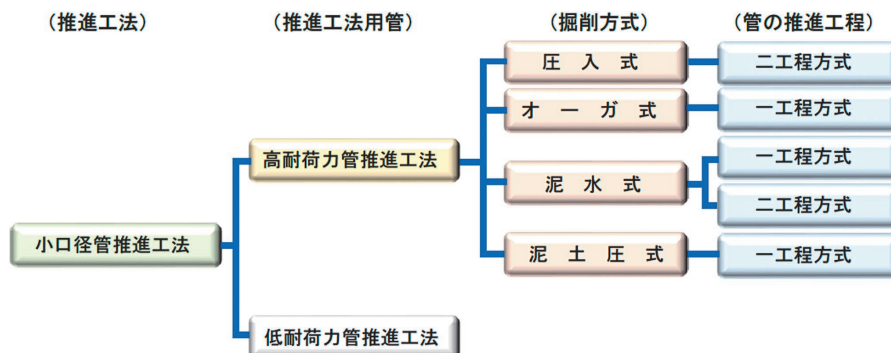 （推進工法）
（推進工法用管）
（掘削方式）
（管の推進工程）
圧 入 式
二工程方式
オ ー ガ 式
一工程方式
高耐荷力管推進工法
一工程方式
泥 水 式
二工程方式
小口径管推進工法
泥 土 圧 式
一工程方式
低耐荷力管推進工法